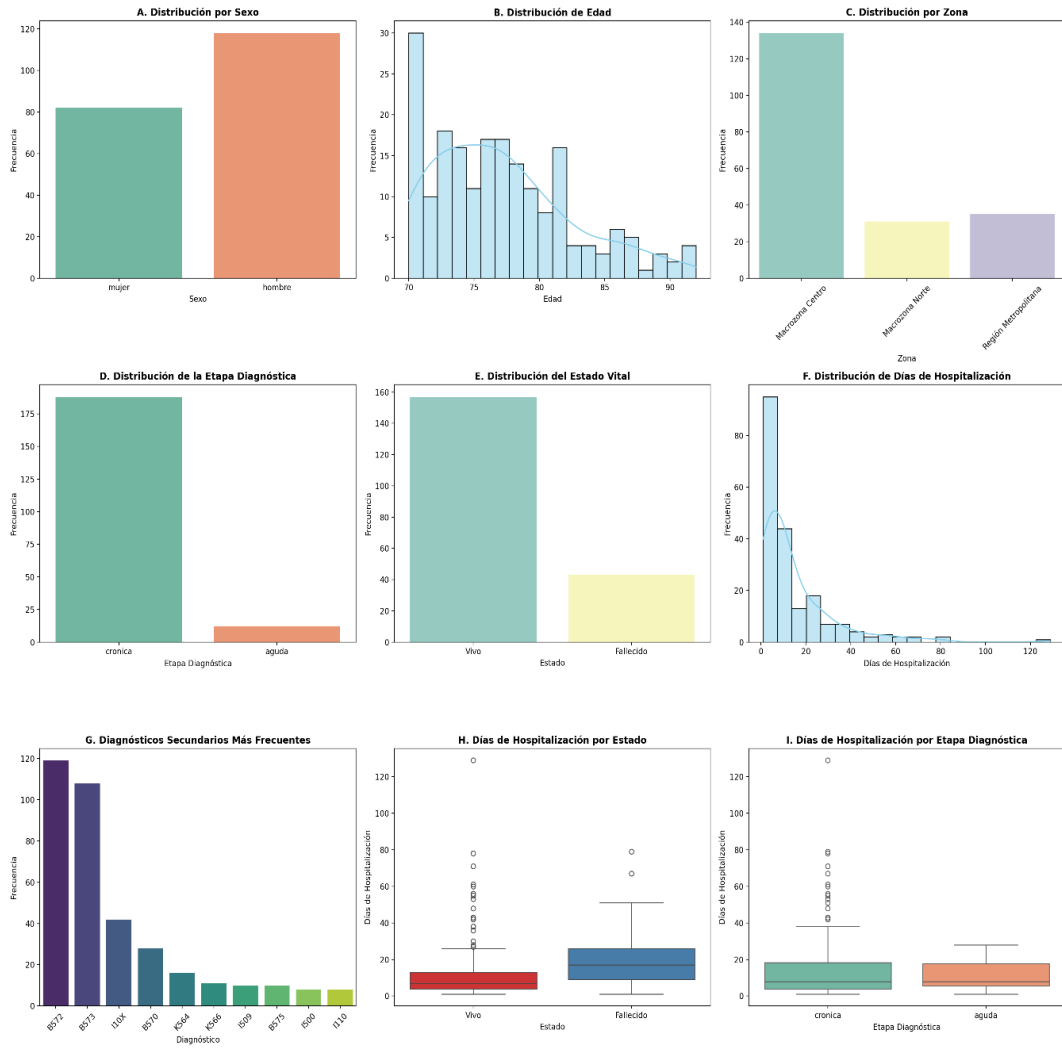 A. Distribución por Sexo
120
100
80
60
40
20
0
Frecuencia
mujer
hombre
Sexo
B. Distribución de Edad
30
25
20
15
10
5
0
Frecuencia
70
75
80
85
90
Edad
C. Distribución por Zona
140
120
100
80
60
40
20
0
Frecuencia
Macrozona Centro
Macrozona Norte
Región Metropolitana
Zona
D. Distribución de la Etapa Diagnóstica
175
150
125
100
75
50
25
0
Frecuencia
cronica
aguda
Etapa Diagnóstica
E. Distribución del Estado Vital
160
140
120
100
80
60
40
20
0
Frecuencia
Vivo
Fallecido
Estado
F. Distribución de Días de Hospitalización
80
60
40
20
0
Frecuencia
0
20
40
60
80
100
120
Días de Hospitalización
G. Diagnósticos Secundarios Más Frecuentes
120
100
80
60
40
20
0
Frecuencia
B572
B573
I10X
B570
K564
K566
I509
B575
I500
I110
Diagnóstico
H. Días de Hospitalización por Estado
120
100
80
60
40
20
0
Días de Hospitalización
Vivo
Fallecido
Estado
I. Días de Hospitalización por Etapa Diagnóstica
120
100
80
60
40
20
0
Días de Hospitalización
cronica
aguda
Etapa Diagnóstica